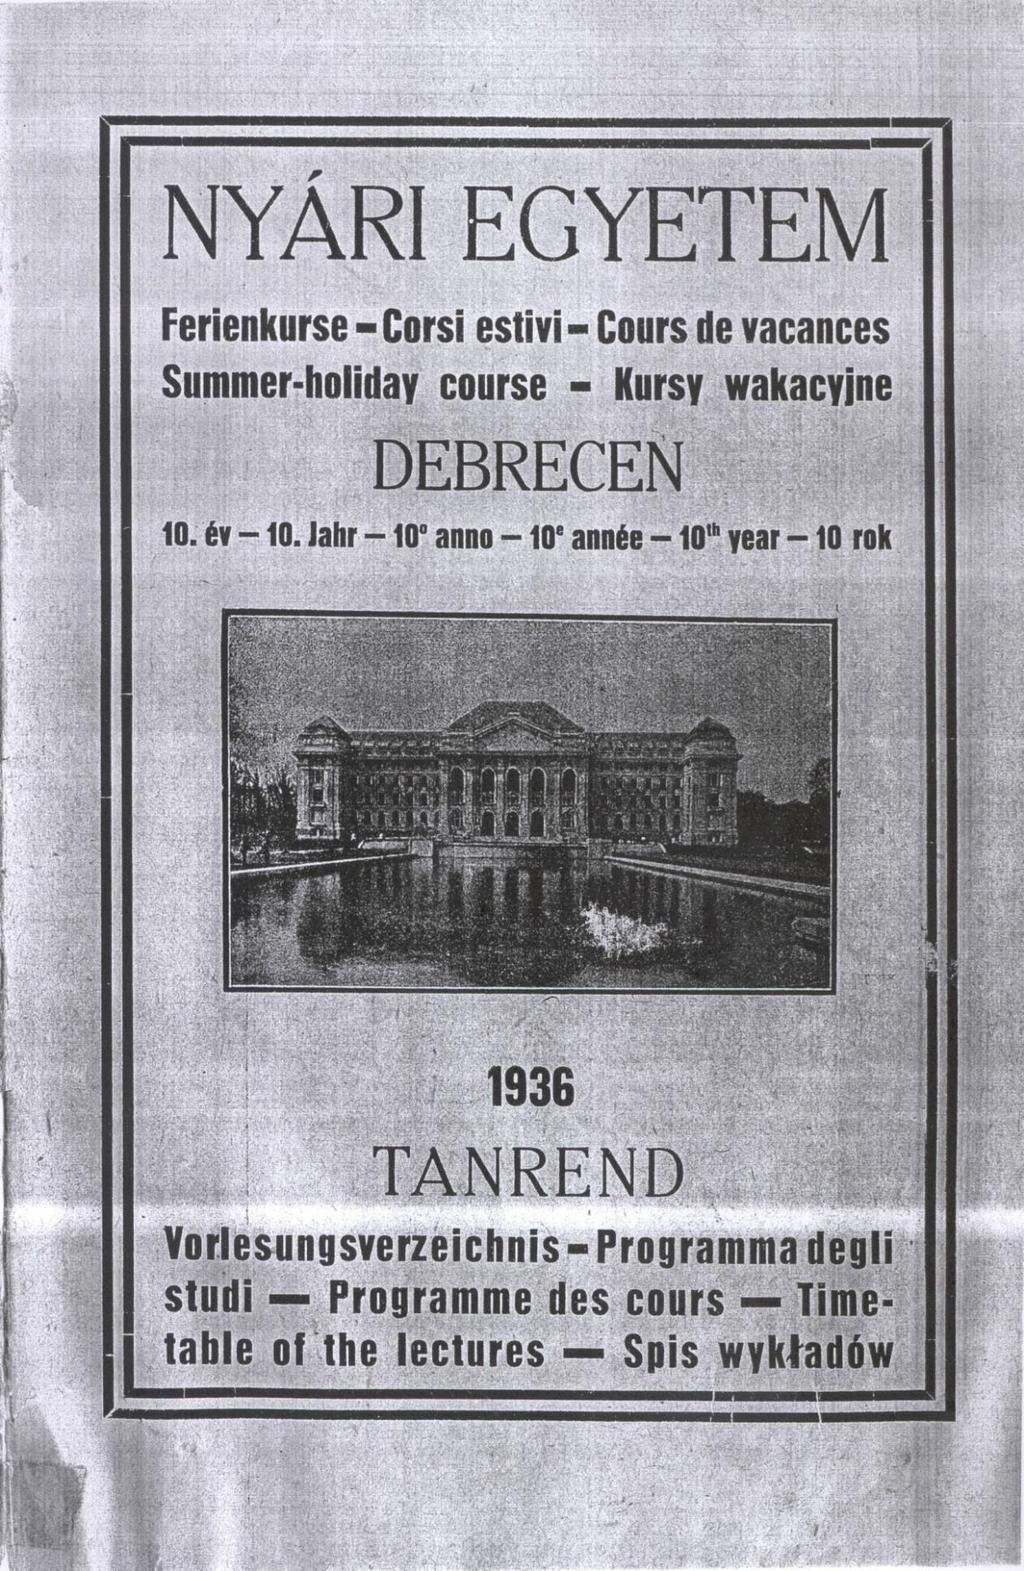 NYÁRI EGYETEM
Ferienkurse - Corsi estivi - Cours de vacances
Summer-holiday course - Kursy wakacyjne
DEBRECEN
10. év — 10. Jahr — 10º anno — 10ᵉ année — 10ᵗʰ year — 10 rok
1936
TANREND
Vorlesungsverzeichnis - Programma degli
studi — Programme des cours — Time-
table of the lectures — Spis wykładów